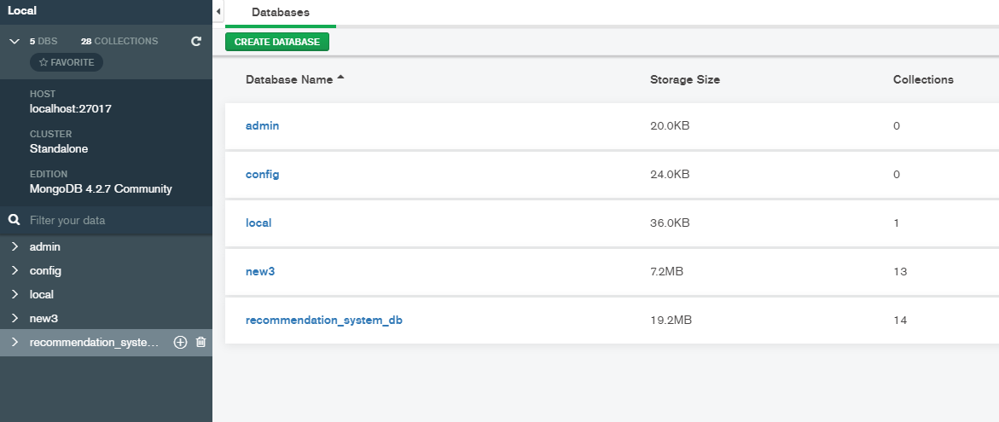 Local
5 DBS 28 COLLECTIONS
FAVORITE
HOST
localhost:27017
CLUSTER
Standalone
EDITION
MongoDB 4.2.7 Community
Filter your data
admin
config
local
new3
recommendation_syste...
Databases
CREATE DATABASE
Database Name Storage Size Collections
admin 20.0KB 0
config 24.0KB 0
local 36.0KB 1
new3 7.2MB 13
recommendation_system_db 19.2MB 14